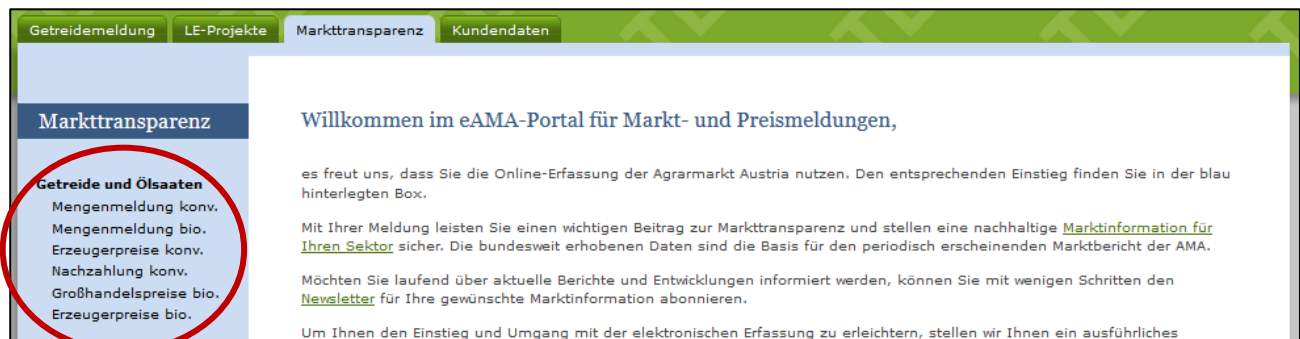 Getreidemeldung LE-Projekte Markttransparenz Kundendaten
Markttransparenz
Getreide und Ölsaaten
Mengenmeldung konv.
Mengenmeldung bio.
Erzeugerpreise konv.
Nachzahlung konv.
Großhandelspreise bio.
Erzeugerpreise bio.
Willkommen im eAMA-Portal für Markt- und Preismeldungen,
es freut uns, dass Sie die Online-Erfassung der Agrarmarkt Austria nutzen. Den entsprechenden Einstieg finden Sie in der blau
hinterlegten Box.
Mit Ihrer Meldung leisten Sie einen wichtigen Beitrag zur Markttransparenz und stellen eine nachhaltige Marktinformation für
Ihren Sektor sicher. Die bundesweit erhobenen Daten sind die Basis für den periodisch erscheinenden Marktbericht der AMA.
Möchten Sie laufend über aktuelle Berichte und Entwicklungen informiert werden, können Sie mit wenigen Schritten den
Newsletter für Ihre gewünschte Marktinformation abonnieren.
Um Ihnen den Einstieg und Umgang mit der elektronischen Erfassung zu erleichtern, stellen wir Ihnen ein ausführliches